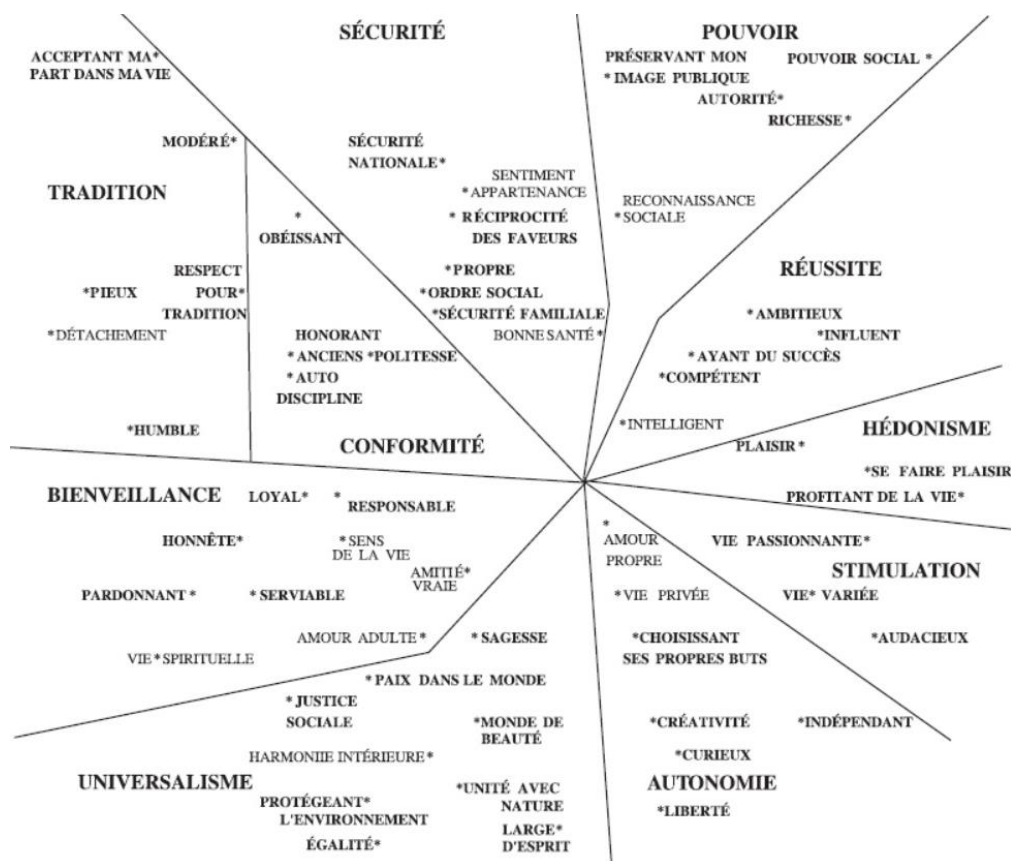 SÉCURITÉ
ACCEPTANT MA*
PART DANS MA VIE
MODÉRÉ*
SÉCURITÉ
NATIONALE*
SENTIMENT
*APPARTENANCE
* RÉCIPROCITÉ
DES FAVEURS
*PROPRE
*ORDRE SOCIAL
*SÉCURITÉ FAMILIALE
BONNE SANTÉ *
POUVOIR
PRÉSERVANT MON
* IMAGE PUBLIQUE
POUVOIR SOCIAL *
AUTORITÉ*
RICHESSE *
RECONNAISSANCE
*SOCIALE
TRADITION
RESPECT
*PIEUX
POUR*
TRADITION
*DÉTACHEMENT
*HUMBLE
*
OBÉISSANT
HONORANT
* ANCIENS *POLITESSE
* AUTO
DISCIPLINE
CONFORMITÉ
RÉUSSITE
* AMBITIEUX
*INFLUENT
* AYANT DU SUCCÈS
*COMPÉTENT
*INTELLIGENT
HÉDONISME
PLAISIR *
*SE FAIRE PLAISIR
PROFITANT DE LA VIE*
BIENVEILLANCE
LOYAL*
*
RESPONSABLE
HONNÊTE*
*SENS
DE LA VIE
AMITIÉ*
VRAIE
PARDONNANT *
* SERVIABLE
AMOUR ADULTE *
VIE *SPIRITUELLE
*
AMOUR
PROPRE
* VIE PRIVÉE
*CHOISISSANT
SES PROPRES BUTS
VIE PASSIONNANTE*
STIMULATION
VIE* VARIÉE
*AUDACIEUX
* SAGESSE
* PAIX DANS LE MONDE
* JUSTICE
SOCIALE
*MONDE DE
BEAUTÉ
HARMONIIE INTÉRIEURE *
UNIVERSALISME
*UNITÉ AVEC
NATURE
PROTÉGEANT*
L'ENVIRONNEMENT
LARGE*
D'ESPRIT
ÉGALITÉ*
*CRÉATIVITÉ
*INDÉPENDANT
*CURIEUX
AUTONOMIE
*LIBERTÉ